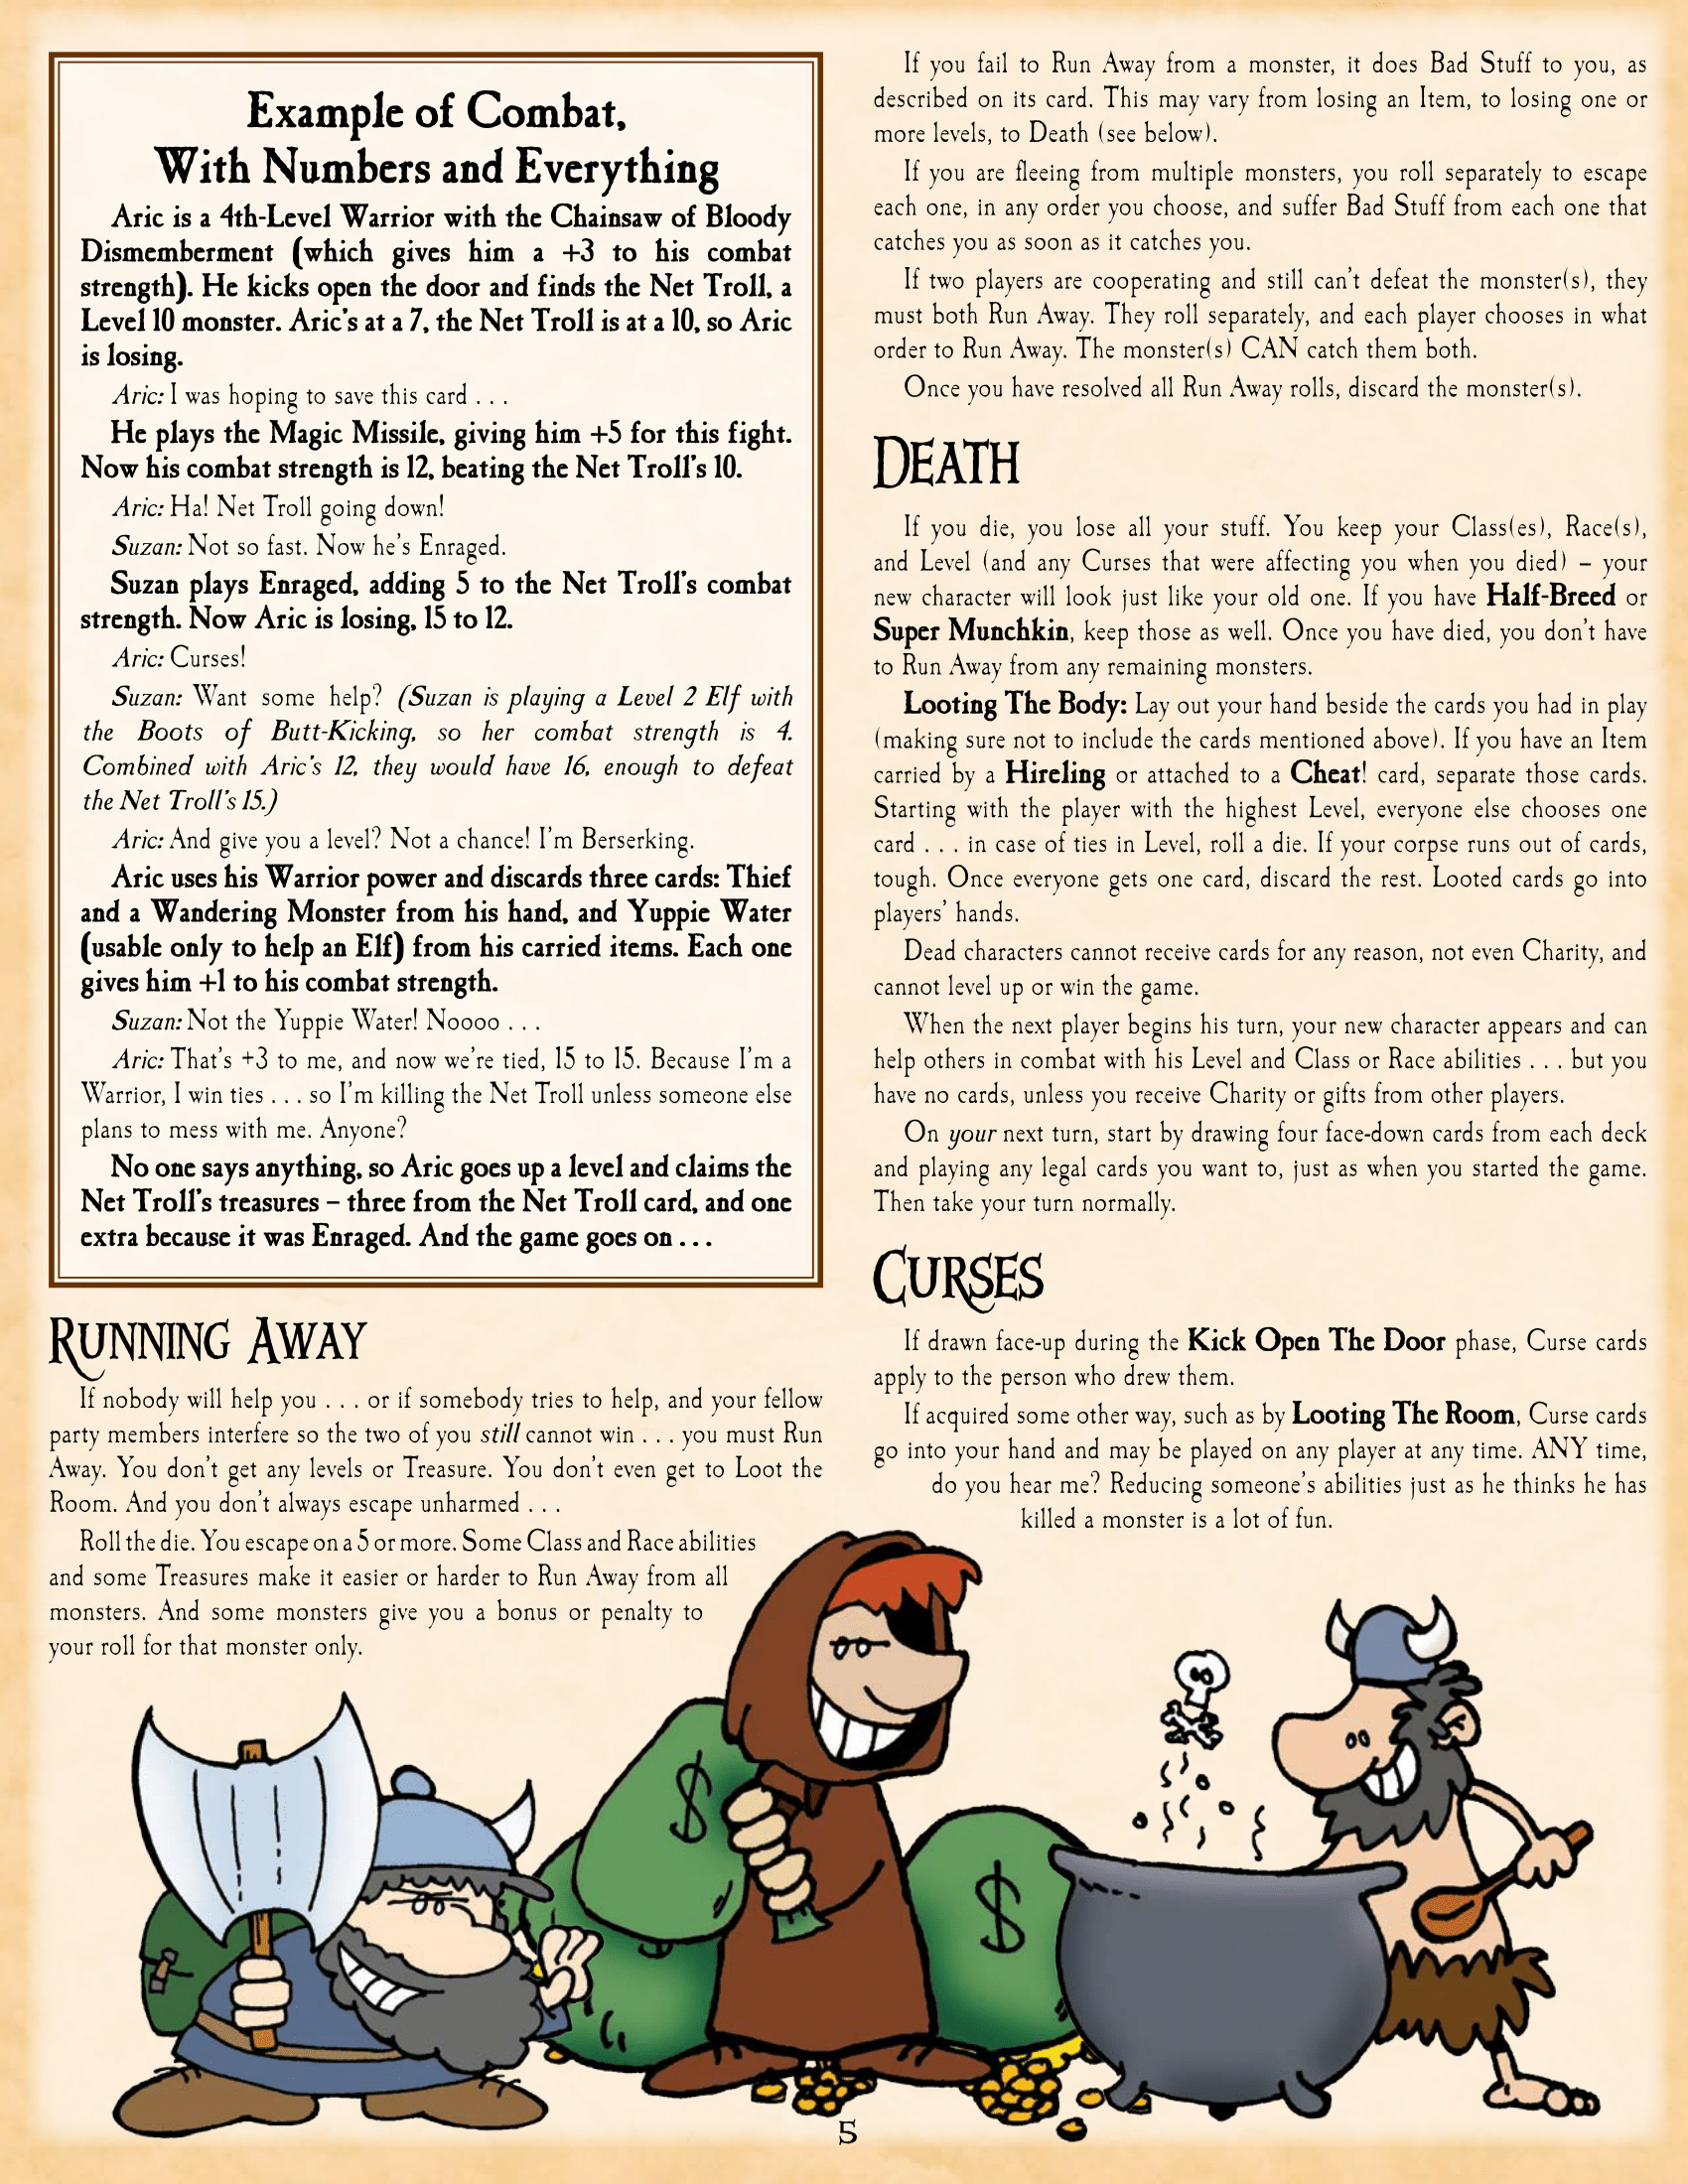 Example of Combat,
With Numbers and Everything
Aric is a 4th-Level Warrior with the Chainsaw of Bloody
Dismemberment (which gives him a +3 to his combat
strength). He kicks open the door and finds the Net Troll, a
Level 10 monster. Aric's at a 7, the Net Troll is at a 10, so Aric
is losing.
Aric: I was hoping to save this card . . .
He plays the Magic Missile, giving him +5 for this fight.
Now his combat strength is 12, beating the Net Troll's 10.
Aric: Ha! Net Troll going down!
Suzan: Not so fast. Now he's Enraged.
Suzan plays Enraged, adding 5 to the Net Troll's combat
strength. Now Aric is losing, 15 to 12.
Aric: Curses!
Suzan: Want some help? (Suzan is playing a Level 2 Elf with
the Boots of Butt-Kicking, so her combat strength is 4.
Combined with Aric's 12, they would have 16, enough to defeat
the Net Troll's 15.)
Aric: And give you a level? Not a chance! I'm Berserking.
Aric uses his Warrior power and discards three cards: Thief
and a Wandering Monster from his hand, and Yuppie Water
(usable only to help an Elf) from his carried items. Each one
gives him +1 to his combat strength.
Suzan: Not the Yuppie Water! Noooo . . .
Aric: That's +3 to me, and now we're tied, 15 to 15. Because I'm a
Warrior, I win ties . . . so I'm killing the Net Troll unless someone else
plans to mess with me. Anyone?
No one says anything, so Aric goes up a level and claims the
Net Troll's treasures – three from the Net Troll card, and one
extra because it was Enraged. And the game goes on . . .
RUNNING AWAY
If nobody will help you . . . or if somebody tries to help, and your fellow
party members interfere so the two of you still cannot win . . . you must Run
Away. You don't get any levels or Treasure. You don't even get to Loot the
Room. And you don't always escape unharmed . . .
Roll the die. You escape on a 5 or more. Some Class and Race abilities
and some Treasures make it easier or harder to Run Away from all
monsters. And some monsters give you a bonus or penalty to
your roll for that monster only.
If you fail to Run Away from a monster, it does Bad Stuff to you, as
described on its card. This may vary from losing an Item, to losing one or
more levels, to Death (see below).
If you are fleeing from multiple monsters, you roll separately to escape
each one, in any order you choose, and suffer Bad Stuff from each one that
catches you as soon as it catches you.
If two players are cooperating and still can't defeat the monster(s), they
must both Run Away. They roll separately, and each player chooses in what
order to Run Away. The monster(s) CAN catch them both.
Once you have resolved all Run Away rolls, discard the monster(s).
DEATH
If you die, you lose all your stuff. You keep your Class(es), Race(s),
and Level (and any Curses that were affecting you when you died) – your
new character will look just like your old one. If you have Half-Breed or
Super Munchkin, keep those as well. Once you have died, you don't have
to Run Away from any remaining monsters.
Looting The Body: Lay out your hand beside the cards you had in play
(making sure not to include the cards mentioned above). If you have an Item
carried by a Hireling or attached to a Cheat! card, separate those cards.
Starting with the player with the highest Level, everyone else chooses one
card . . . in case of ties in Level, roll a die. If your corpse runs out of cards,
tough. Once everyone gets one card, discard the rest. Looted cards go into
players' hands.
Dead characters cannot receive cards for any reason, not even Charity, and
cannot level up or win the game.
When the next player begins his turn, your new character appears and can
help others in combat with his Level and Class or Race abilities . . . but you
have no cards, unless you receive Charity or gifts from other players.
On your next turn, start by drawing four face-down cards from each deck
and playing any legal cards you want to, just as when you started the game.
Then take your turn normally.
CURSES
If drawn face-up during the Kick Open The Door phase, Curse cards
apply to the person who drew them.
If acquired some other way, such as by Looting The Room, Curse cards
go into your hand and may be played on any player at any time. ANY time,
do you hear me? Reducing someone's abilities just as he thinks he has
killed a monster is a lot of fun.
$
$
5